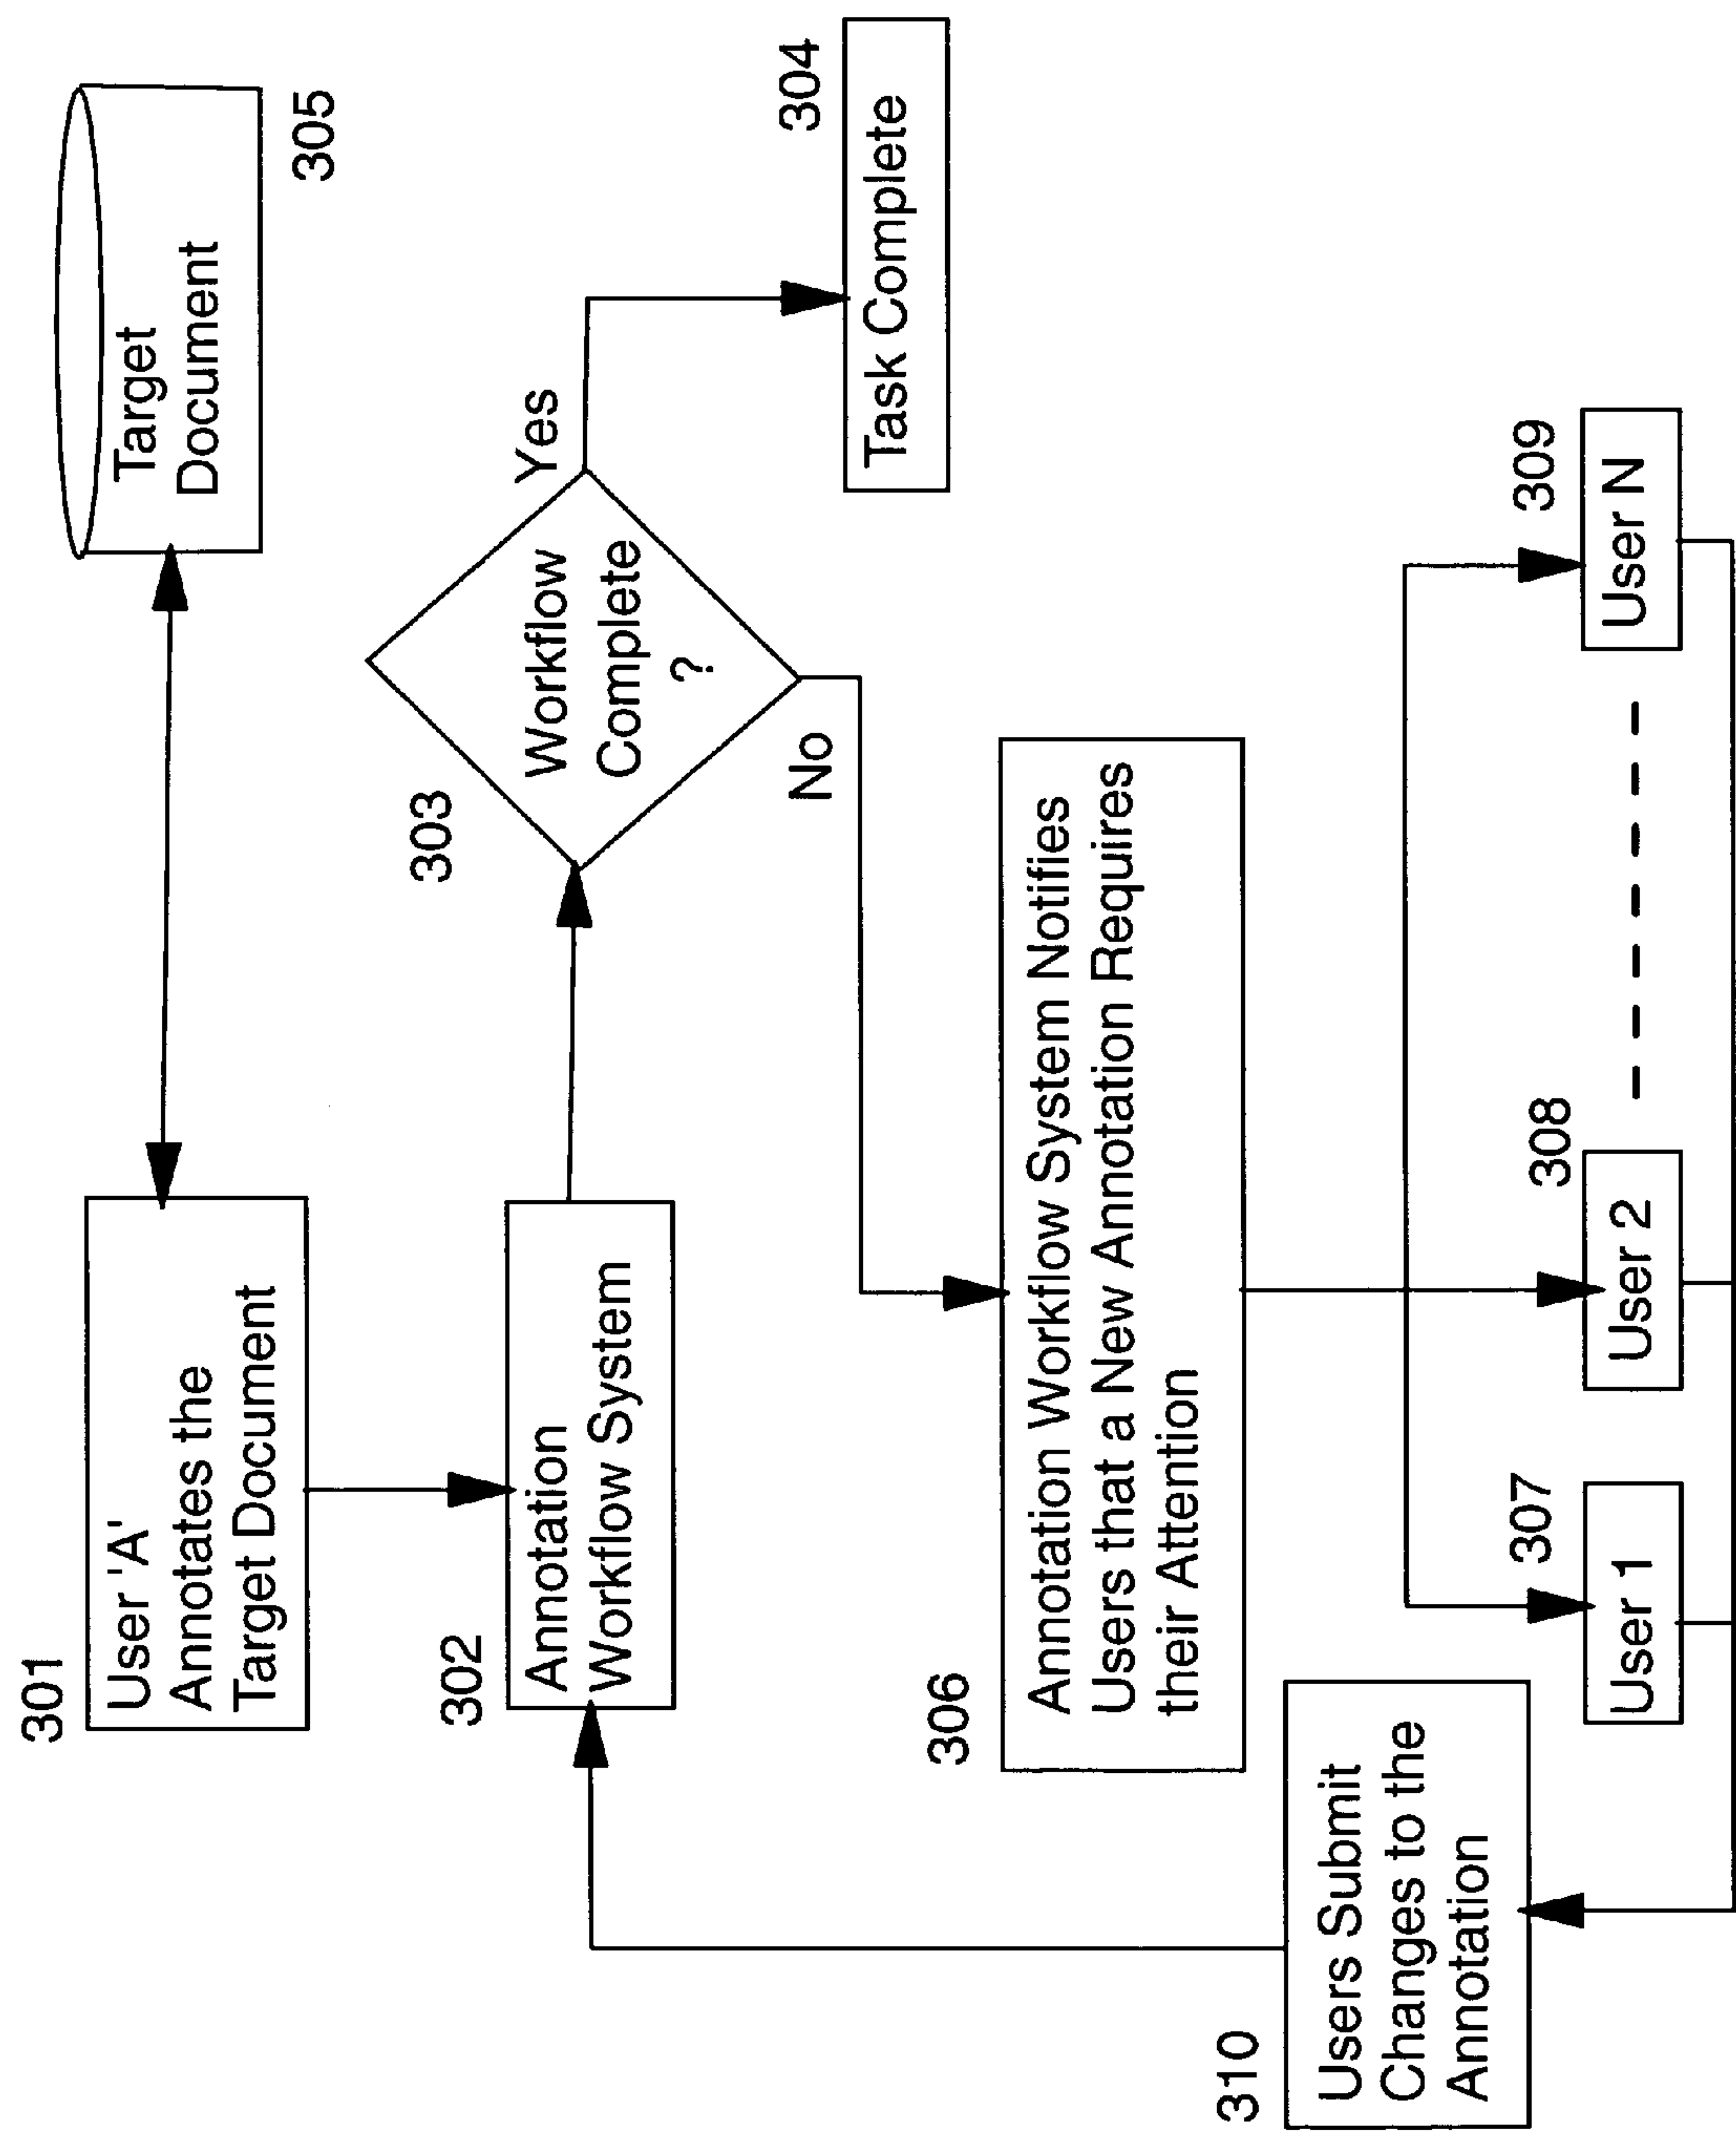 301
User 'A'
Annotates the
Target Document
Target
Document
305
302
Annotation
Workflow System
303
Workflow
Complete
?
Yes
No
304
Task Complete
306
Annotation Workflow System Notifies
Users that a New Annotation Requires
their Attention
310
Users Submit
Changes to the
Annotation
307
User 1
308
User 2
309
User N